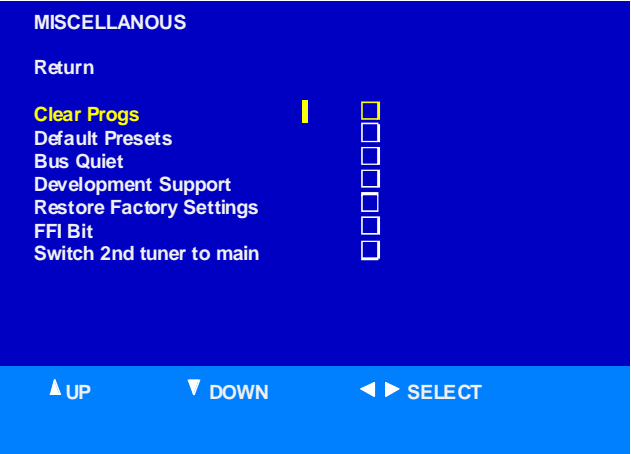 MISCELLANOUS
Return
Clear Progs
Default Presets
Bus Quiet
Development Support
Restore Factory Settings
FFI Bit
Switch 2nd tuner to main
UP DOWN SELECT